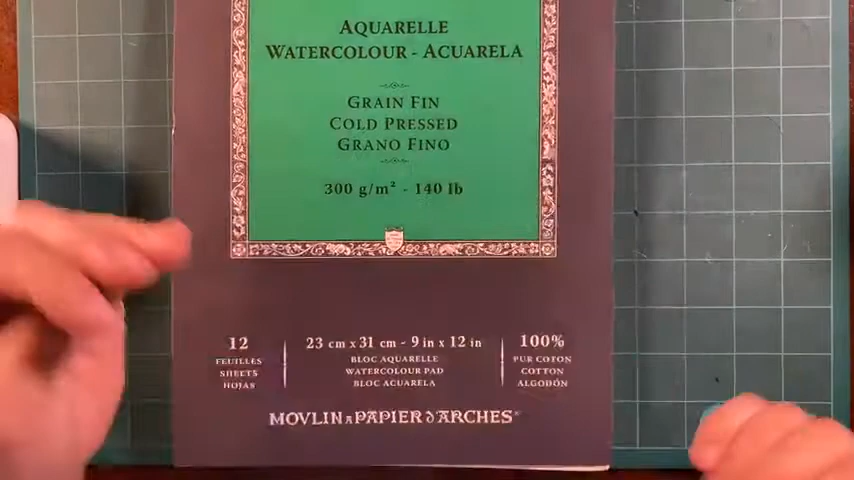 AQUARELLE
WATERCOLOUR - ACUARELA
GRAIN FIN
COLD PRESSED
GRANO FINO
300 g/m² - 140 lb
12
FEUILLES
SHEETS
HOJAS
23 cm x 31 cm - 9 in x 12 in
BLOC AQUARELLE
WATERCOLOUR PAD
BLOC ACUARELA
100%
PUR COTON
COTTON
ALGODÓN
MOVLIN A PAPIER d'ARCHES®